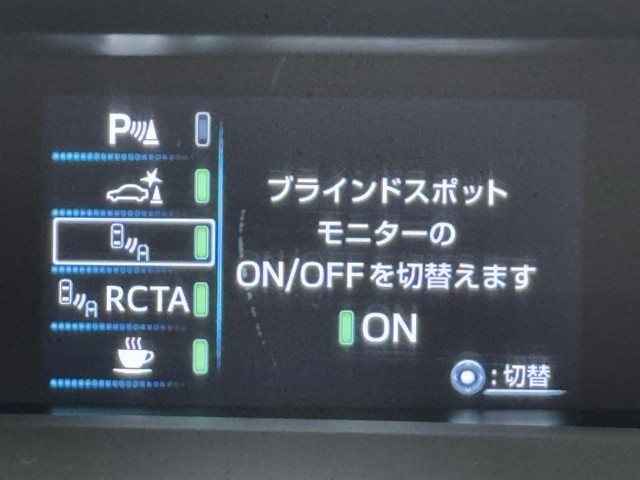 P
RCTA
ブラインドスポット
モニターの
ON/OFFを切替えます
ON
:切替